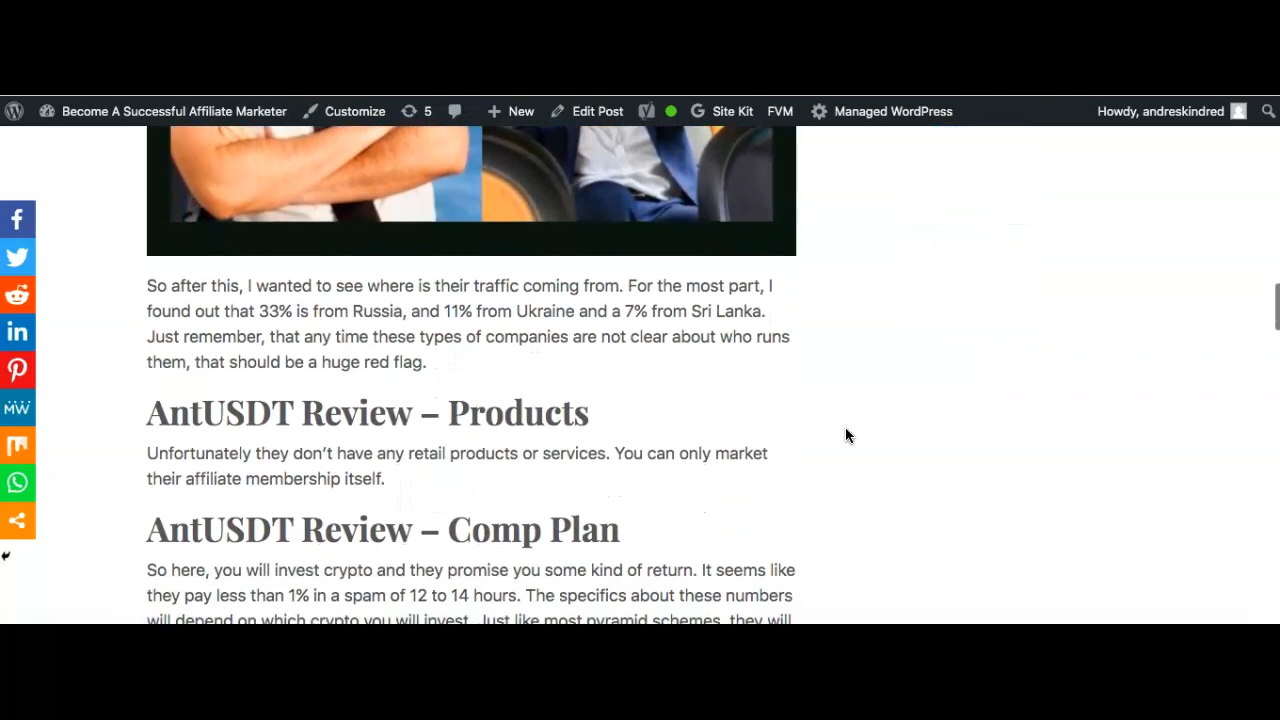 Become A Successful Affiliate Marketer Customize 5 New Edit Post Site Kit FVM Managed WordPress Howdy, andreskindred
So after this, I wanted to see where is their traffic coming from. For the most part, I
found out that 33% is from Russia, and 11% from Ukraine and a 7% from Sri Lanka.
Just remember, that any time these types of companies are not clear about who runs
them, that should be a huge red flag.
AntUSDT Review – Products
Unfortunately they don’t have any retail products or services. You can only market
their affiliate membership itself.
AntUSDT Review – Comp Plan
So here, you will invest crypto and they promise you some kind of return. It seems like
they pay less than 1% in a spam of 12 to 14 hours. The specifics about these numbers
will depend on which crypto you will invest. Just like most pyramid schemes, they will